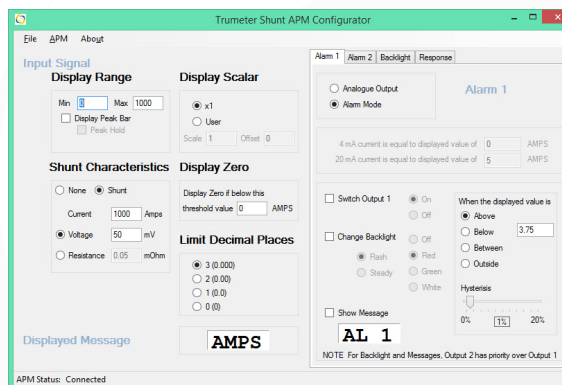 Trumeter Shunt APM Configurator
File APM About
Input Signal
Display Range
Min 0 Max 1000
Display Peak Bar
Peak Hold
Display Scalar
x1
User
Scale 1 Offset 0
Shunt Characteristics
None Shunt
Current 1000 Amps
Voltage 50 mV
Resistance 0.05 mOhm
Display Zero
Display Zero if below this
threshold value 0 AMPS
Limit Decimal Places
3 (0.000)
2 (0.00)
1 (0.0)
0 (0)
Displayed Message
AMPS
Alarm 1 Alarm 2 Backlight Response
Analogue Output
Alarm Mode
Alarm 1
4 mA current is equal to displayed value of 0 AMPS
20 mA current is equal to displayed value of 5 AMPS
Switch Output 1
On
Off
Change Backlight
Flash
Steady
Off
Red
Green
White
When the displayed value is
Above
Below
Between
Outside
3.75
Hysterisis
0% 1% 20%
Show Message
AL 1
NOTE For Backlight and Messages, Output 2 has priority over Output 1
APM Status: Connected